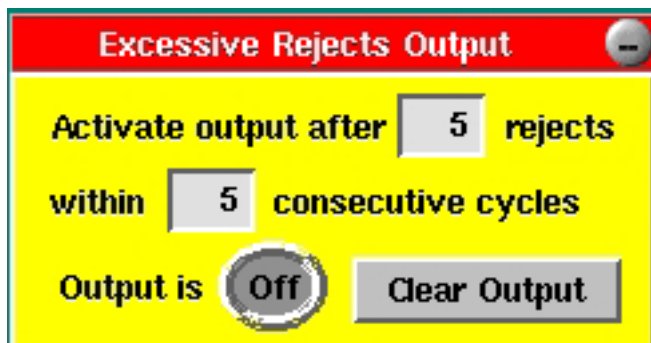 Excessive Rejects Output --
Activate output after 5 rejects
within 5 consecutive cycles
Output is Off Clear Output